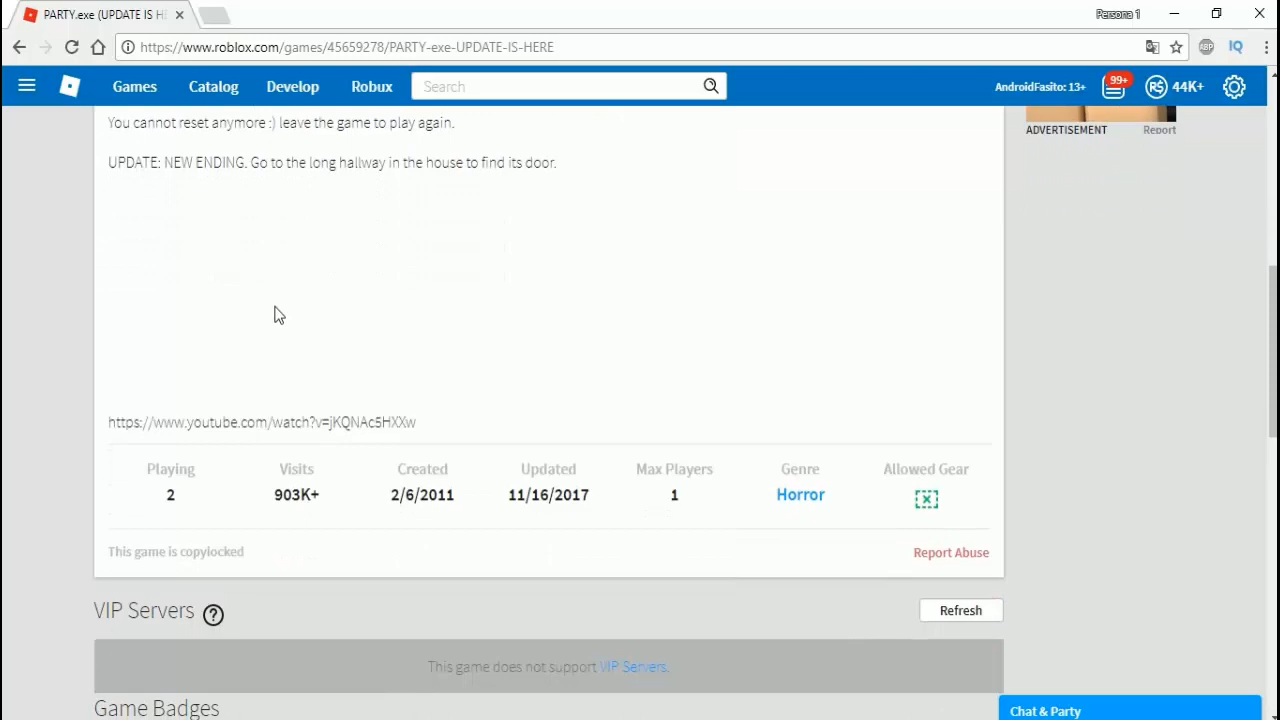 PARTY.exe (UPDATE IS HE
Persona 1
https://www.roblox.com/games/45659278/PARTY-exe-UPDATE-IS-HERE
ABP
IQ
Games
Catalog
Develop
Robux
Search
AndroidFasito: 13+
99+
R$
44K+
You cannot reset anymore :) leave the game to play again.
ADVERTISEMENT
Report
UPDATE: NEW ENDING. Go to the long hallway in the house to find its door.
https://www.youtube.com/watch?v=jKQNAc5HXXw
Playing
Visits
Created
Updated
Max Players
Genre
Allowed Gear
2
903K+
2/6/2011
11/16/2017
1
Horror
This game is copylocked
Report Abuse
VIP Servers ?
Refresh
This game does not support VIP Servers.
Game Badges
Chat & Party